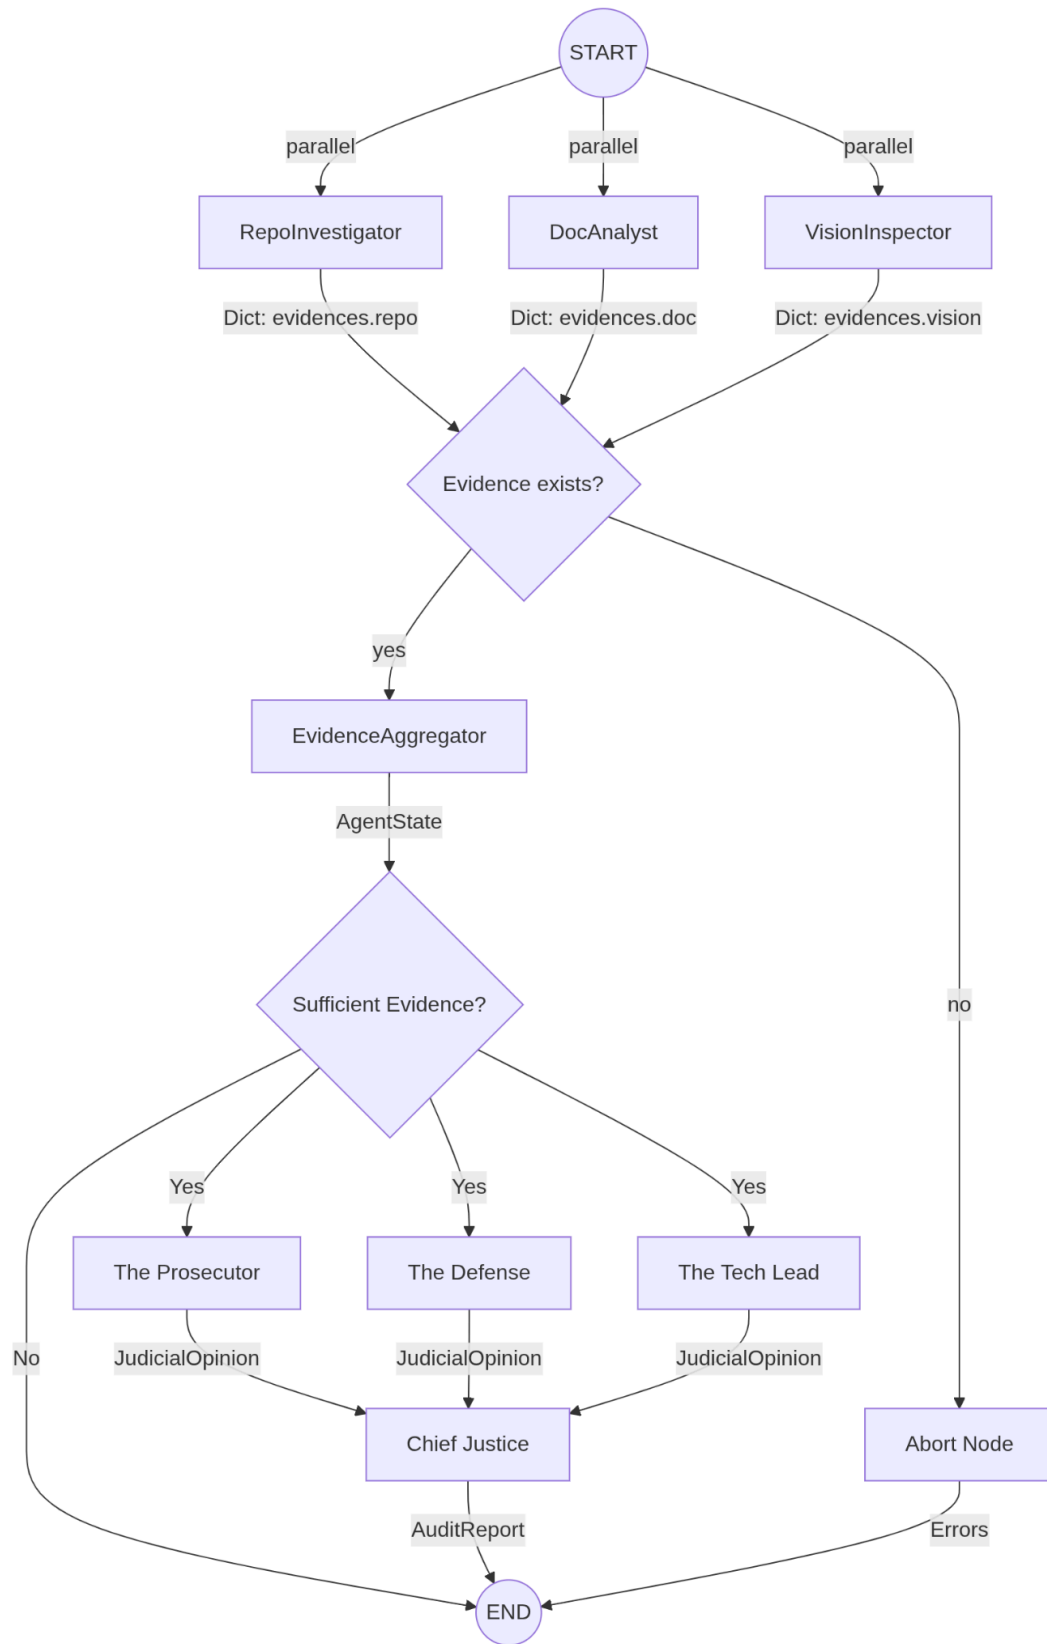 START
parallel
parallel
parallel
RepoInvestigator
DocAnalyst
VisionInspector
Dict: evidences.repo
Dict: evidences.doc
Dict: evidences.vision
Evidence exists?
yes
EvidenceAggregator
AgentState
Sufficient Evidence?
no
Yes
Yes
Yes
The Prosecutor
The Defense
The Tech Lead
No
JudicialOpinion
JudicialOpinion
JudicialOpinion
Chief Justice
Abort Node
AuditReport
Errors
END